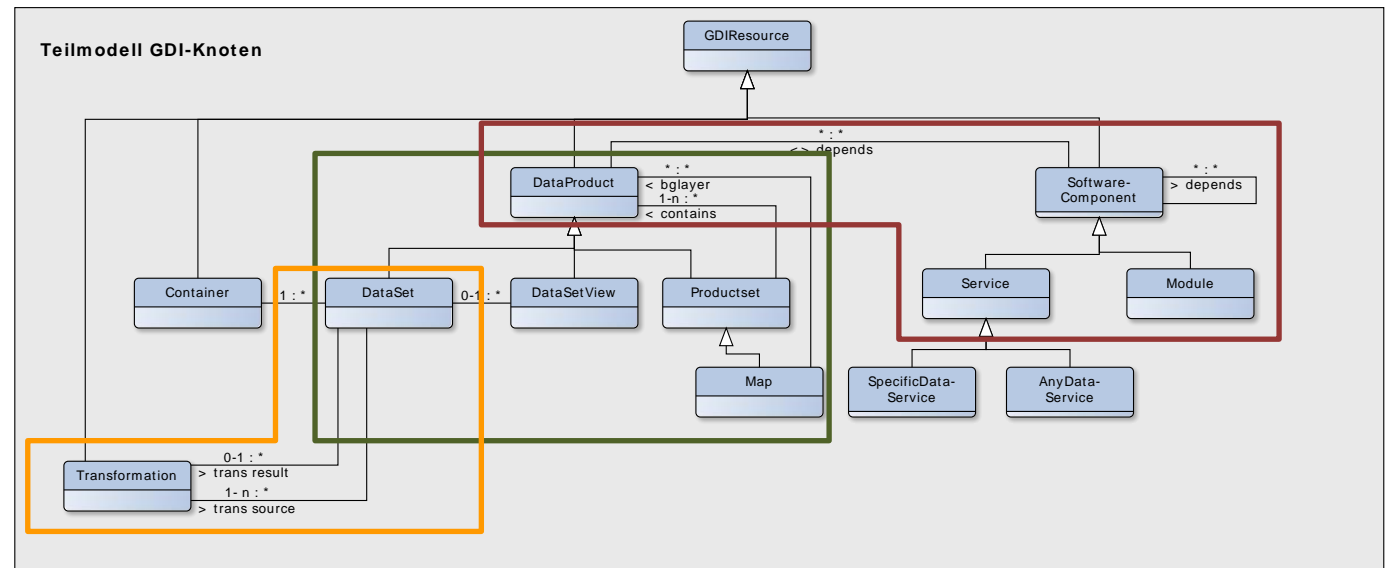 GDIResource
Teilmodell GDI-Knoten
* : *
<> depends
DataProduct
* : *
< bglayer
1-n : *
< contains
Software-
Component
* : *
> depends
Container
1 : *
DataSet
0-1 : *
DataSetView
Productset
Service
Module
Map
SpecificData-
Service
AnyData-
Service
Transformation
0-1 : *
> trans result
1- n : *
> trans source